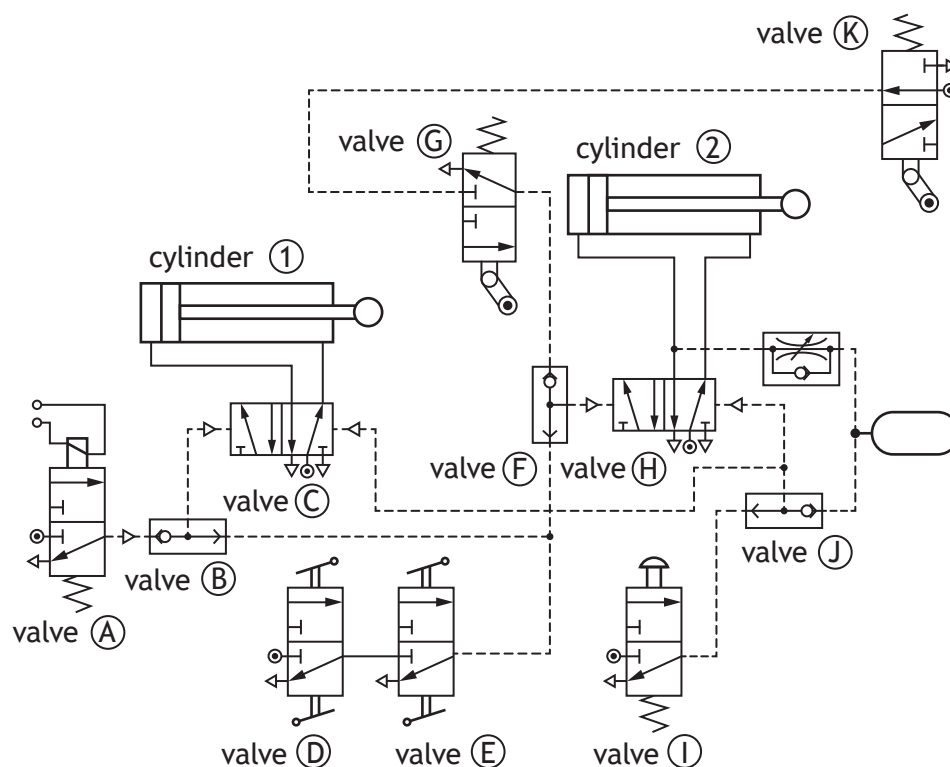 valve K
valve G
cylinder 2
cylinder 1
valve F
valve H
valve C
valve J
valve B
valve A
valve D
valve E
valve I